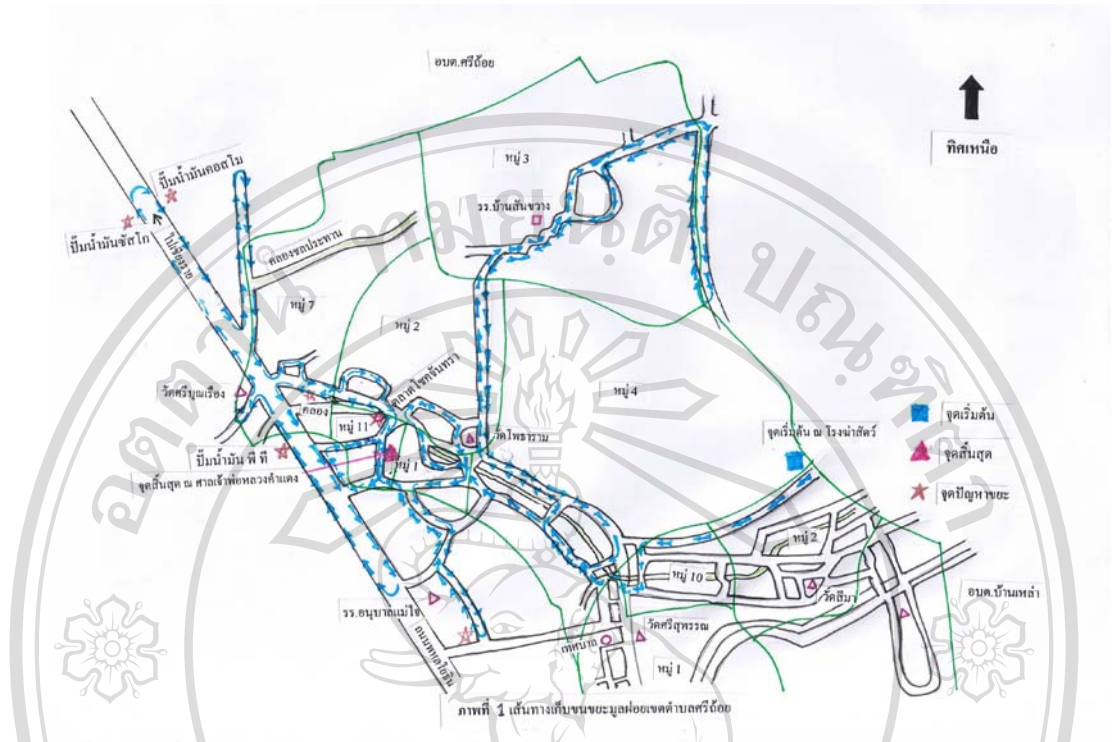 อบต.ศรีถ้อย
ทิศเหนือ
ปั๊มน้ำมันคอสโม
หมู่ 3
รร.บ้านสันขวาง
ปั๊มน้ำมันซัสโก
ไปเชียงราย
คลองชลประทาน
หมู่ 7
หมู่ 2
ตลาดโชคจันทรา
หมู่ 4
วัดศรีบุญเรือง
คลอง
จุดเริ่มต้น
หมู่ 11
วัดโพธาราม
จุดเริ่มต้น ณ โรงฆ่าสัตว์
ปั๊มน้ำมัน พี ที
หมู่ 1
จุดสิ้นสุด
จุดสิ้นสุด ณ ศาลเจ้าพ่อหลวงคำแดง
จุดปัญหาขยะ
หมู่ 2
หมู่ 10
วัดสีมา
อบต.บ้านเหล่า
รร.อนุบาลแม่ใจ
วัดศรีสุพรรณ
เทศบาล
ถนนพหลโยธิน
หมู่ 1
ภาพที่ 1 เส้นทางเก็บขนขยะมูลฝอยเขตตำบลศรีถ้อย